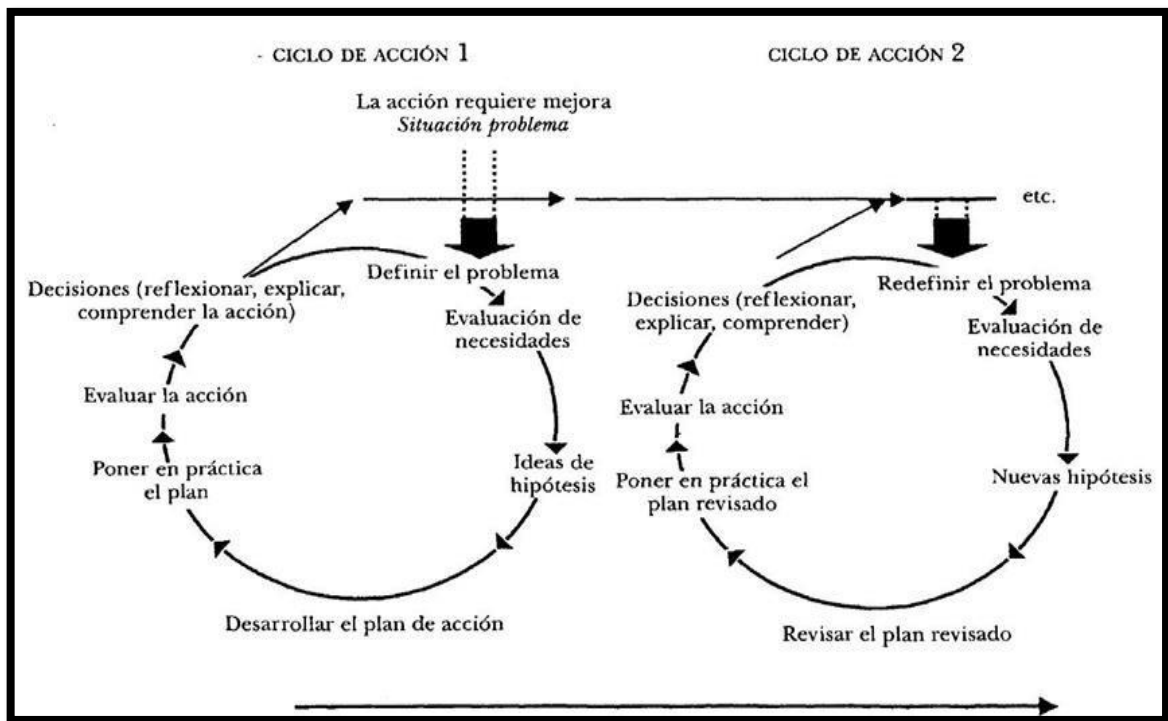 CICLO DE ACCIÓN 1
La acción requiere mejora
Situación problema
Definir el problema
Evaluación de
necesidades
Ideas de
hipótesis
Desarrollar el plan de acción
Poner en práctica
el plan
Evaluar la acción
Decisiones (reflexionar, explicar,
comprender la acción)
CICLO DE ACCIÓN 2
etc.
Redefinir el problema
Evaluación de
necesidades
Nuevas hipótesis
Revisar el plan revisado
Poner en práctica el
plan revisado
Evaluar la acción
Decisiones (reflexionar,
explicar, comprender)